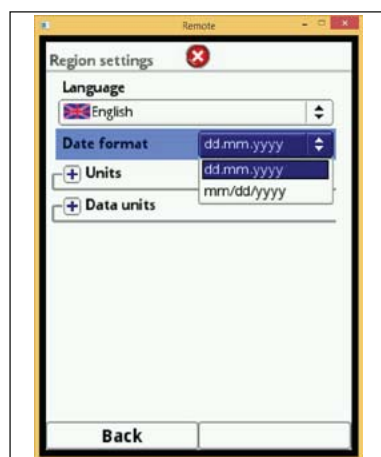 Remote
Region settings
Language
English
Date format dd.mm.yyyy
dd.mm.yyyy
Units
mm/dd/yyyy
Data units
Back